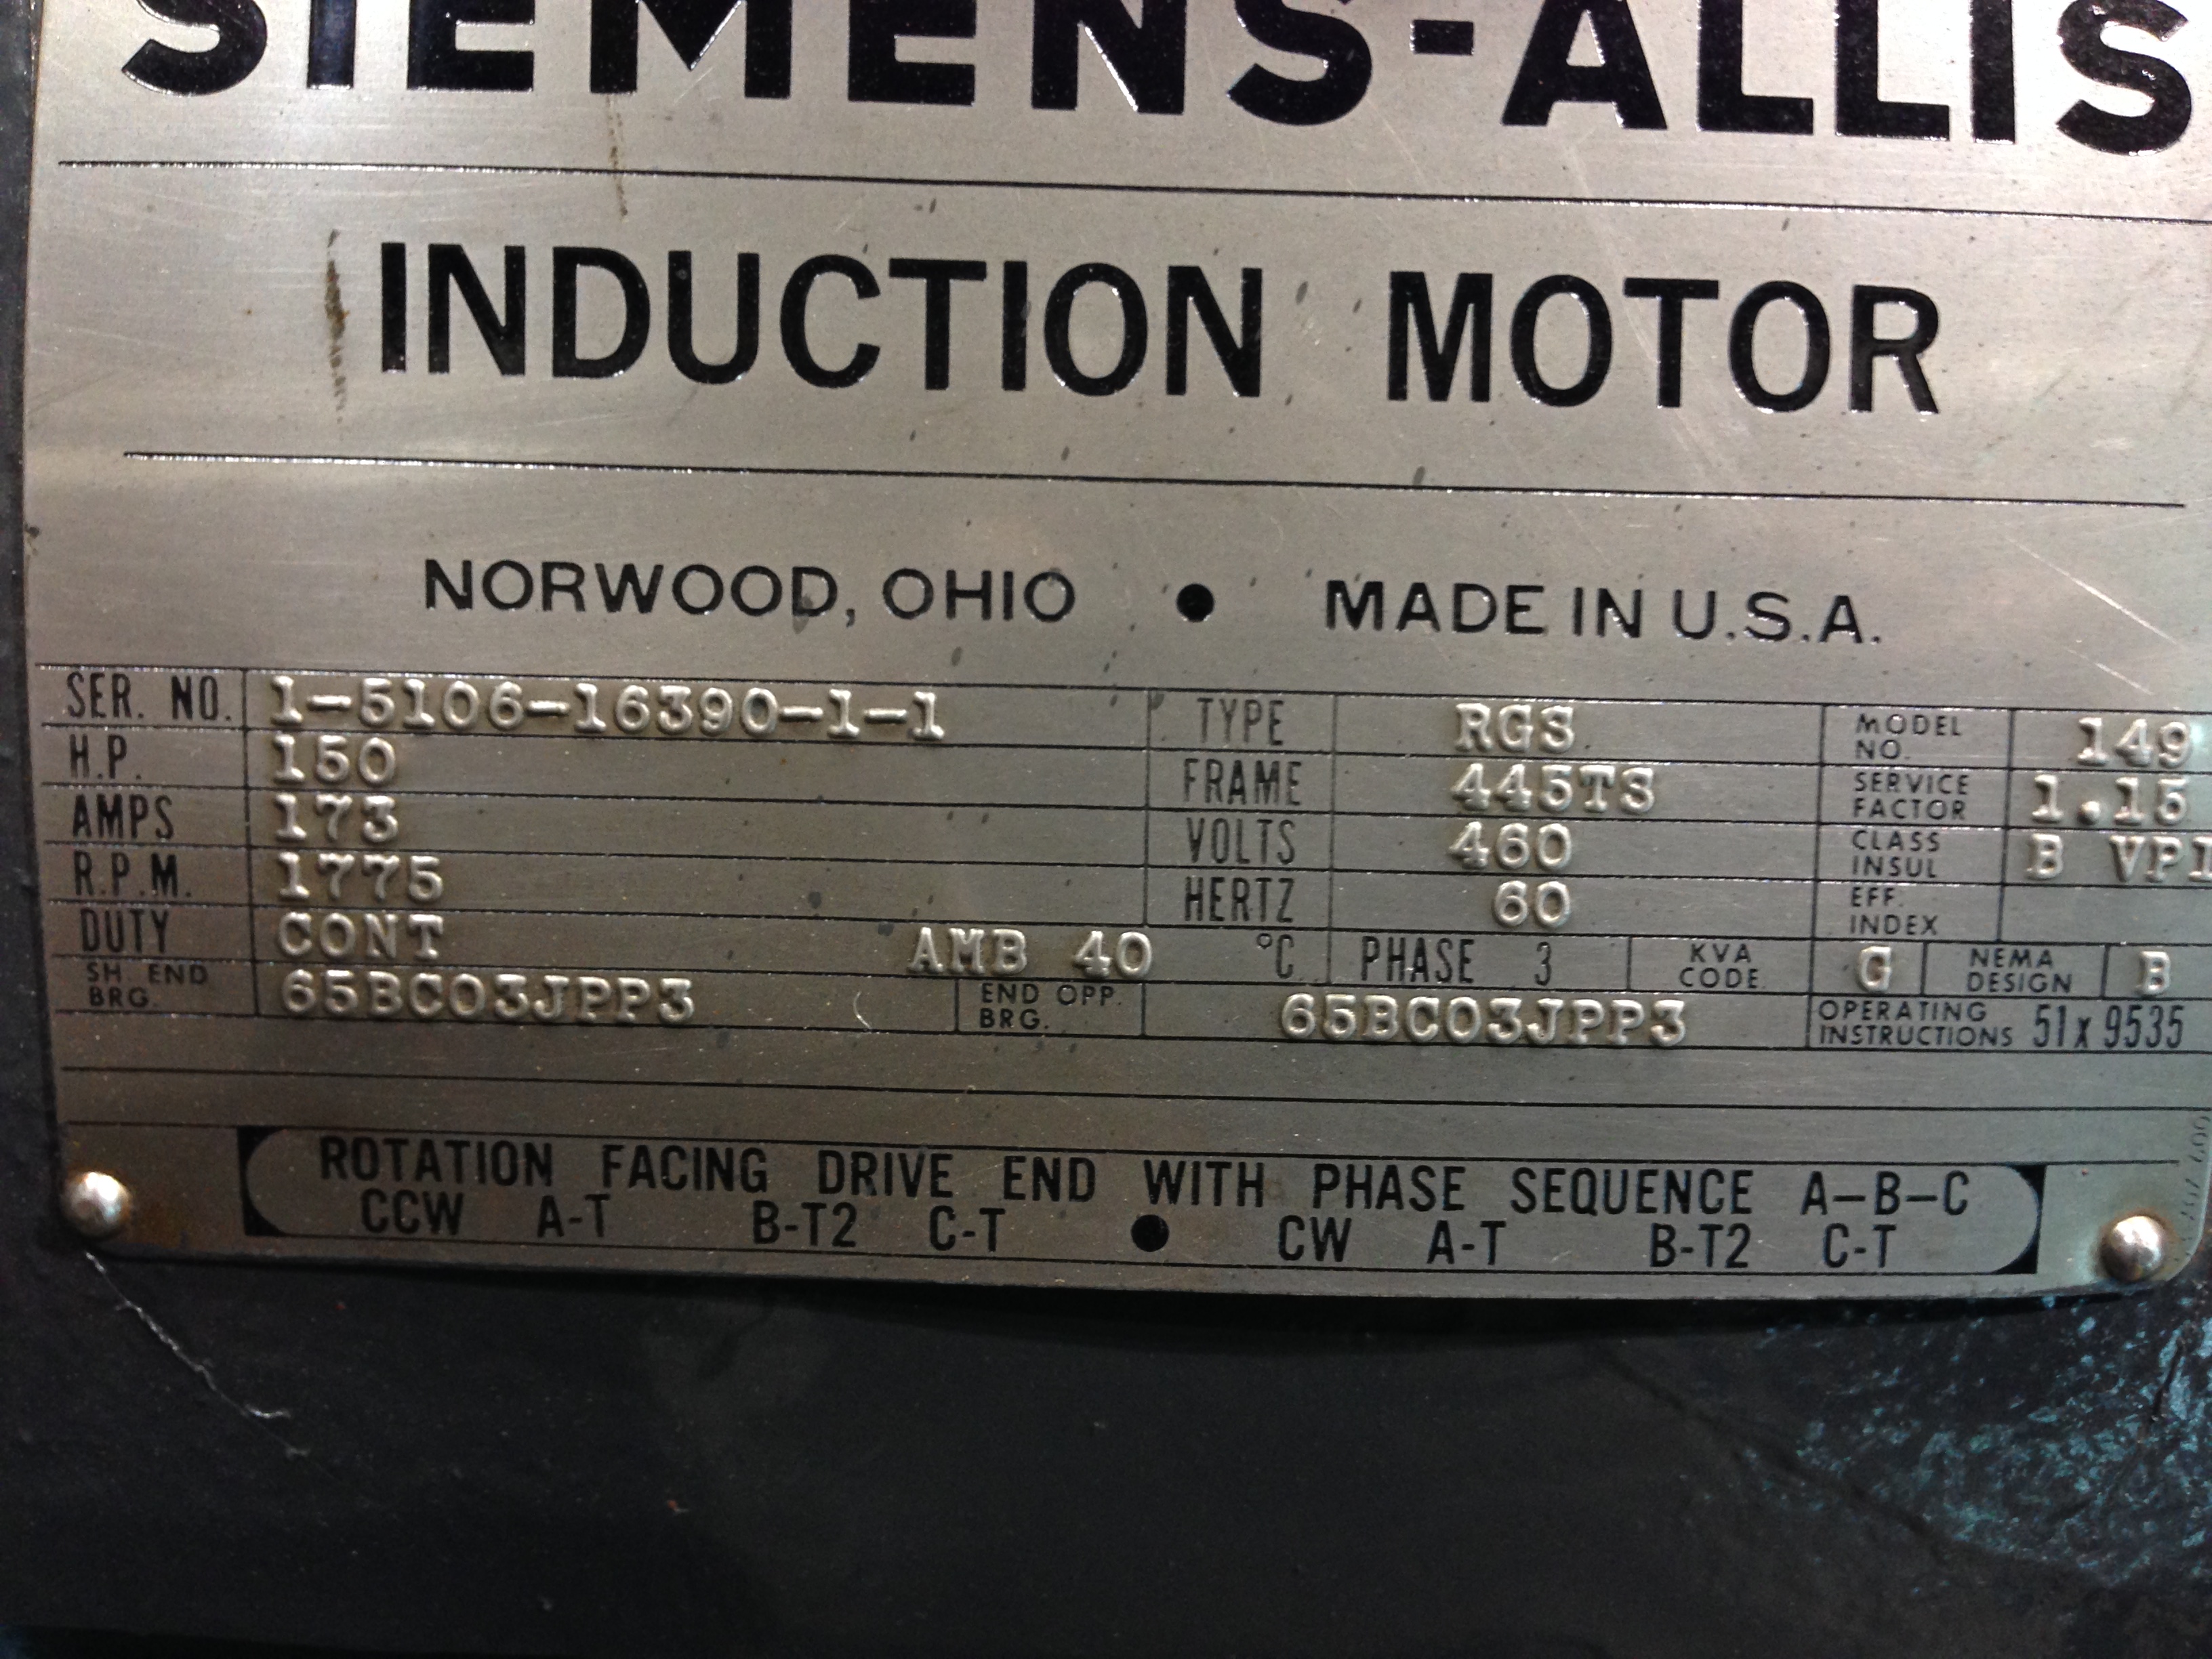 SIEMENS-ALLIS
INDUCTION MOTOR
NORWOOD, OHIO • MADE IN U.S.A.
SER. NO. 1-5106-16390-1-1 TYPE RGS MODEL NO. 149
H.P. 150 FRAME 445TS SERVICE FACTOR 1.15
AMPS 173 VOLTS 460 CLASS INSUL B VPI
R.P.M. 1775 HERTZ 60 EFF. INDEX
DUTY CONT AMB 40 °C PHASE 3 KVA CODE G NEMA DESIGN B
SH. END BRG. 65BC03JPP3 END OPP. BRG. 65BC03JPP3 OPERATING INSTRUCTIONS 51X9535
ROTATION FACING DRIVE END WITH PHASE SEQUENCE A-B-C
CCW A-T B-T2 C-T • CW A-T B-T2 C-T